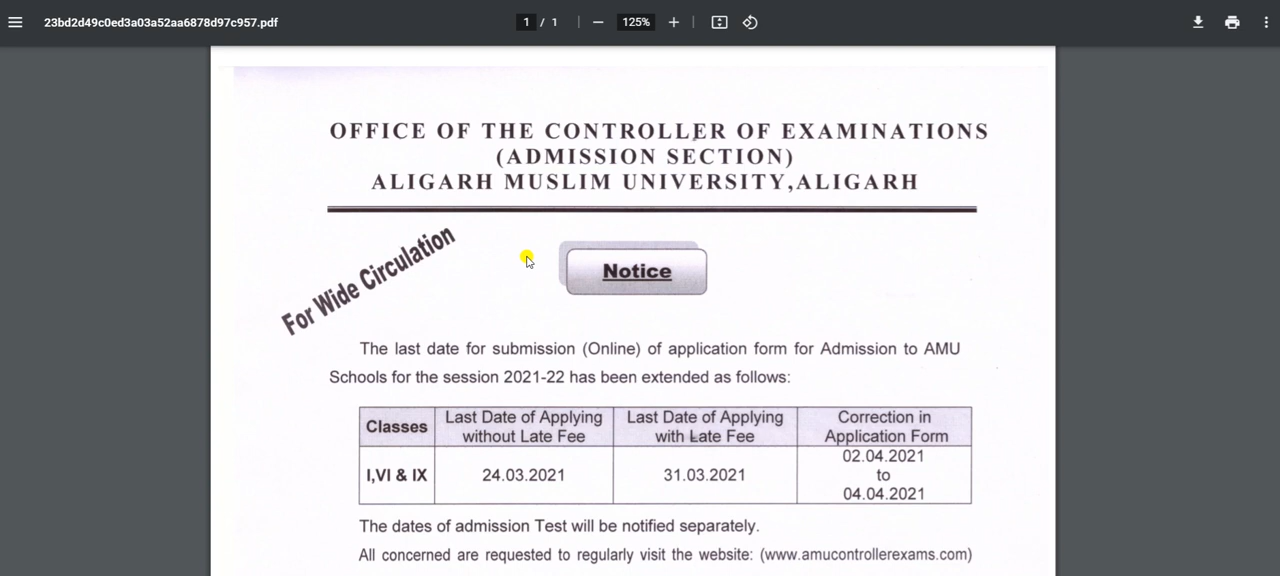 23bd2d49c0ed3a03a52aa6878d97c957.pdf
1 / 1
125%
OFFICE OF THE CONTROLLER OF EXAMINATIONS
(ADMISSION SECTION)
ALIGARH MUSLIM UNIVERSITY,ALIGARH
For Wide Circulation
Notice
The last date for submission (Online) of application form for Admission to AMU
Schools for the session 2021-22 has been extended as follows:
Classes
Last Date of Applying
without Late Fee
Last Date of Applying
with Late Fee
Correction in
Application Form
I,VI & IX
24.03.2021
31.03.2021
02.04.2021
to
04.04.2021
The dates of admission Test will be notified separately.
All concerned are requested to regularly visit the website: (www.amucontrollerexams.com)